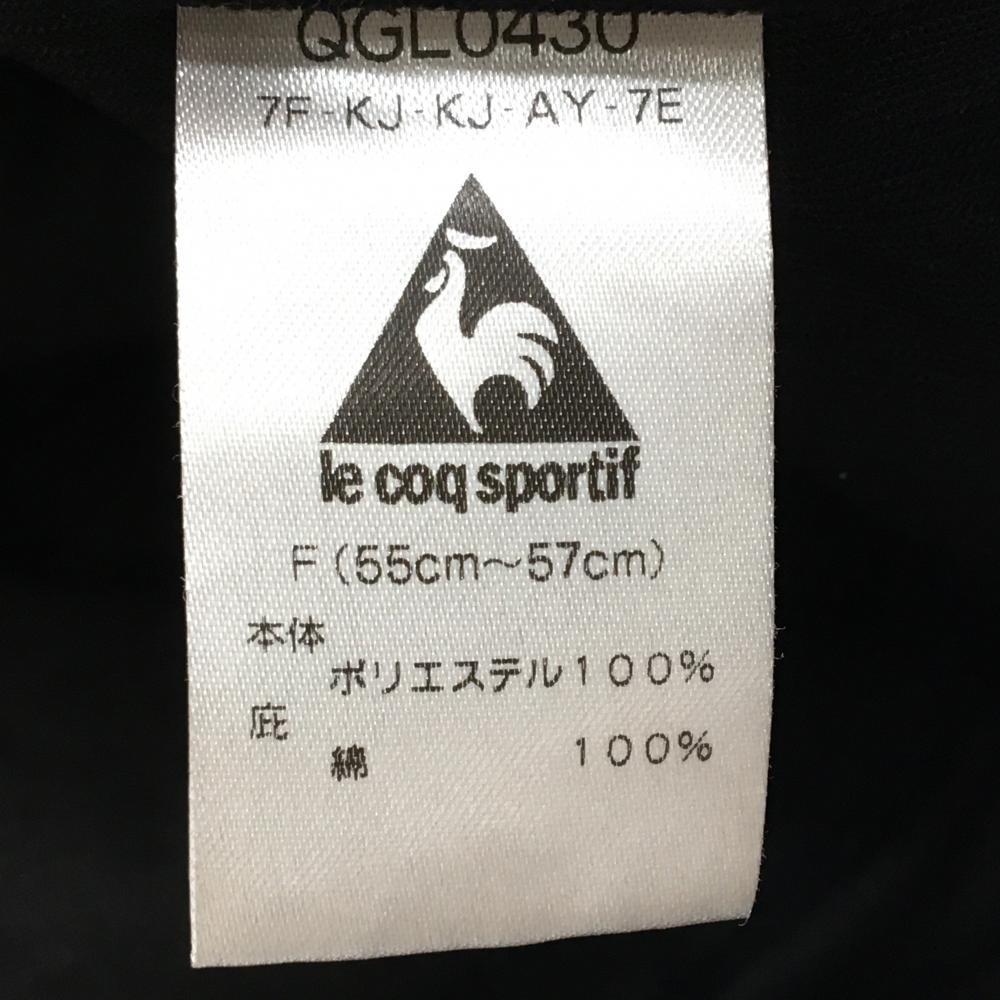 QGL0430
7F-KJ-KJ-AY-7E
le coq sportif
F(55cm～57cm)
本体
ポリエステル100%
庇
綿 100%